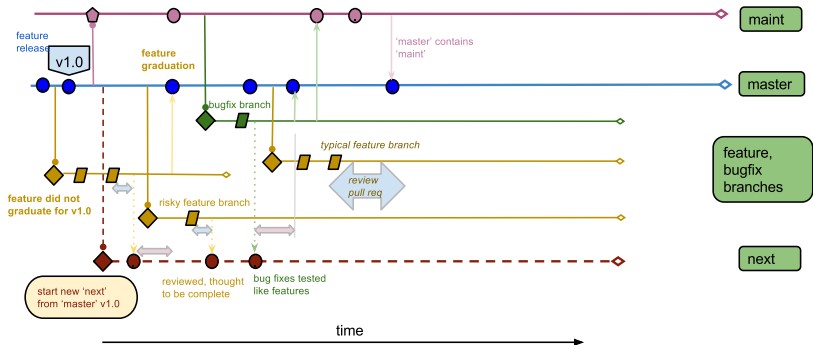 maint
feature
release
v1.0
feature
graduation
‘master’ contains
‘maint’
master
bugfix branch
typical feature branch
feature,
bugfix
branches
review
pull req
feature did not
graduate for v1.0
risky feature branch
next
start new ‘next’
from ‘master’ v1.0
reviewed, thought
to be complete
bug fixes tested
like features
time